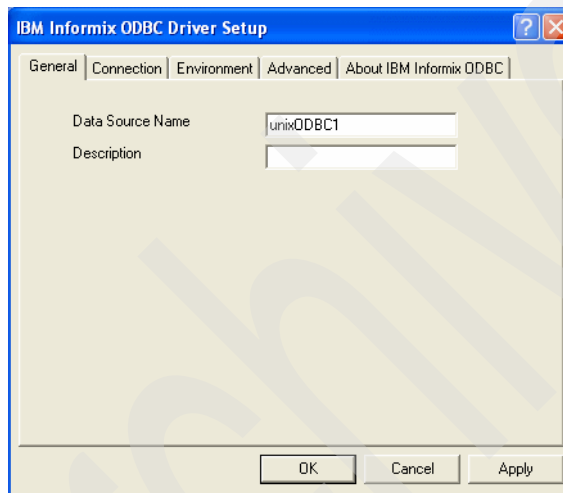 IBM Informix ODBC Driver Setup
General Connection Environment Advanced About IBM Informix ODBC
Data Source Name unixODBC1
Description
OK Cancel Apply